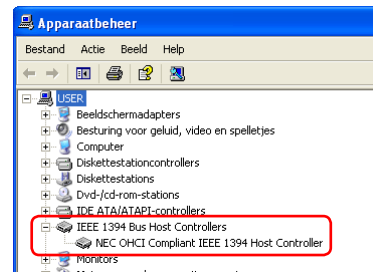 Apparaatbeheer
Bestand Actie Beeld Help
USER
Beeldschermadapters
Besturing voor geluid, video en spelletjes
Computer
Diskettestationcontrollers
Diskettestations
Dvd-/cd-rom-stations
IDE ATA/ATAPI-controllers
IEEE 1394 Bus Host Controllers
NEC OHCI Compliant IEEE 1394 Host Controller
Monitors